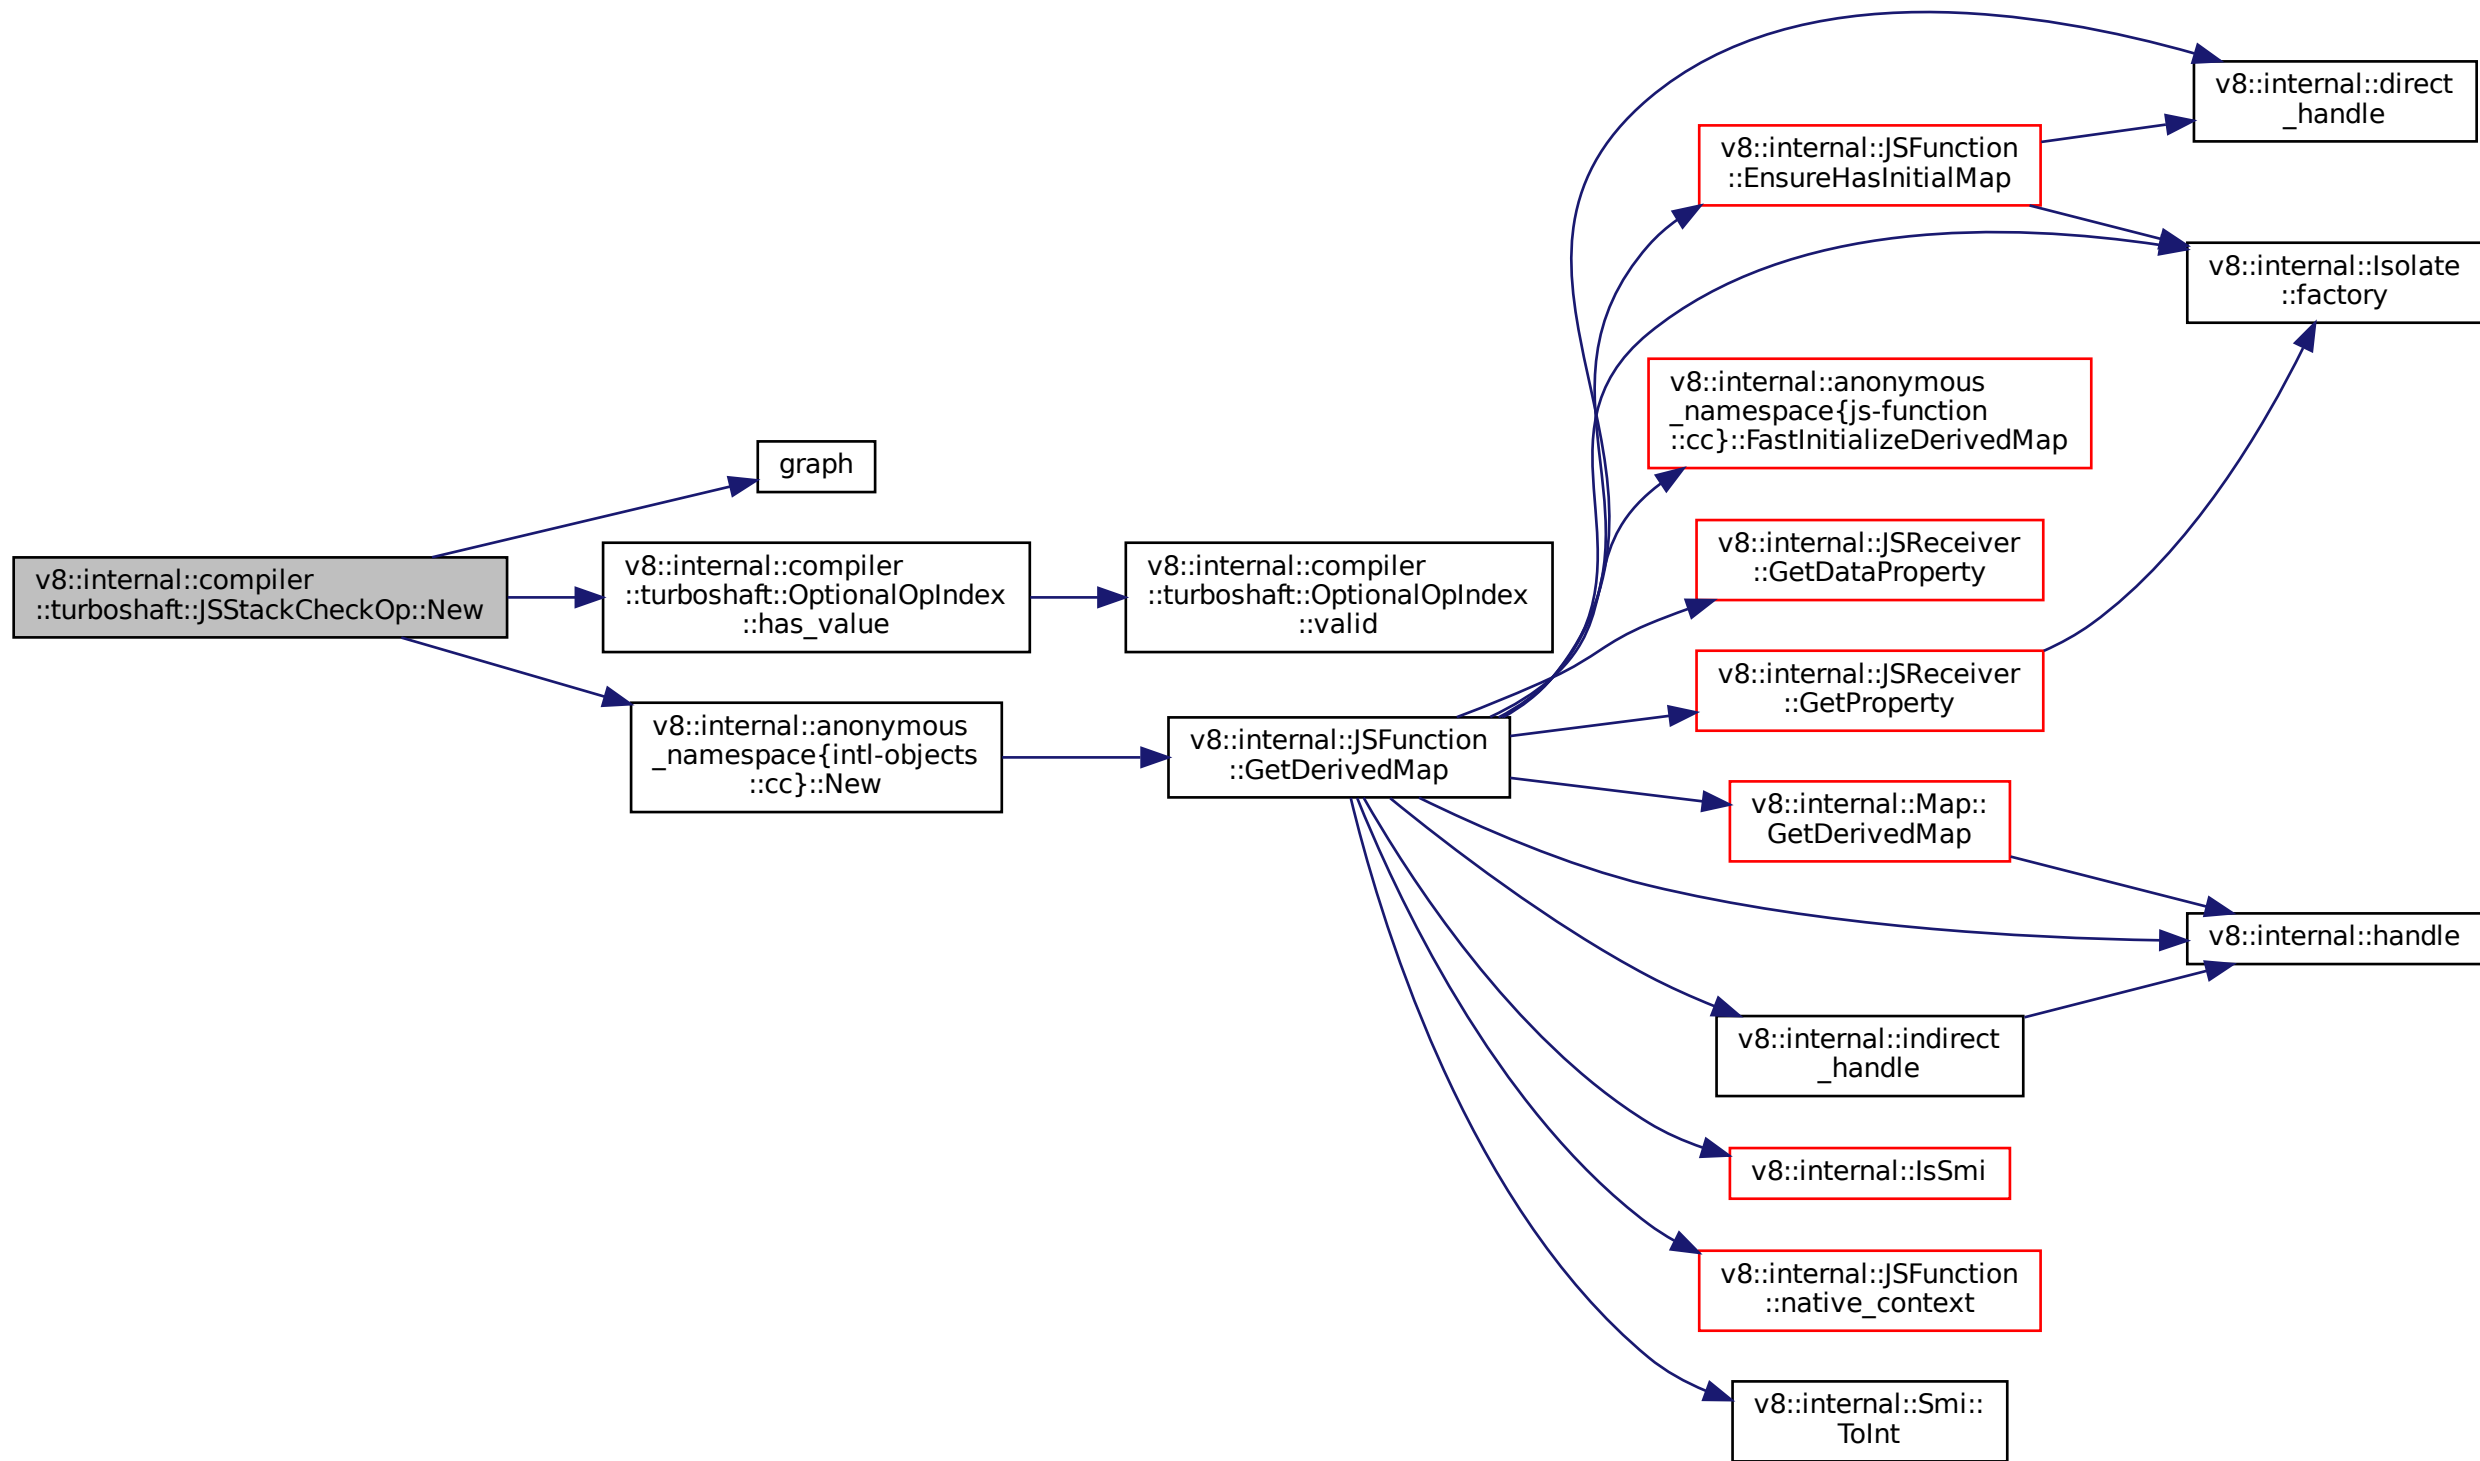 v8::internal::compiler
::turboshaft::JSStackCheckOp::New
graph
v8::internal::compiler
::turboshaft::OptionalOpIndex
::has_value
v8::internal::anonymous
_namespace{intl-objects
::cc}::New
v8::internal::compiler
::turboshaft::OptionalOpIndex
::valid
v8::internal::JSFunction
::GetDerivedMap
v8::internal::JSFunction
::EnsureHasInitialMap
v8::internal::anonymous
_namespace{js-function
::cc}::FastInitializeDerivedMap
v8::internal::JSReceiver
::GetDataProperty
v8::internal::JSReceiver
::GetProperty
v8::internal::Map::
GetDerivedMap
v8::internal::indirect
_handle
v8::internal::IsSmi
v8::internal::JSFunction
::native_context
v8::internal::Smi::
ToInt
v8::internal::direct
_handle
v8::internal::Isolate
::factory
v8::internal::handle